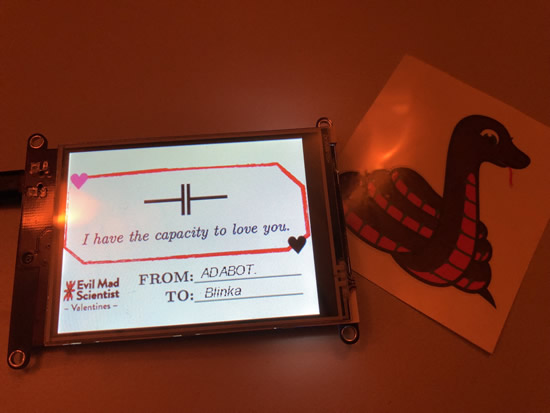 I have the capacity to love you.
Evil Mad
Scientist
- Valentines -
FROM: ADABOT.
TO: Blinka